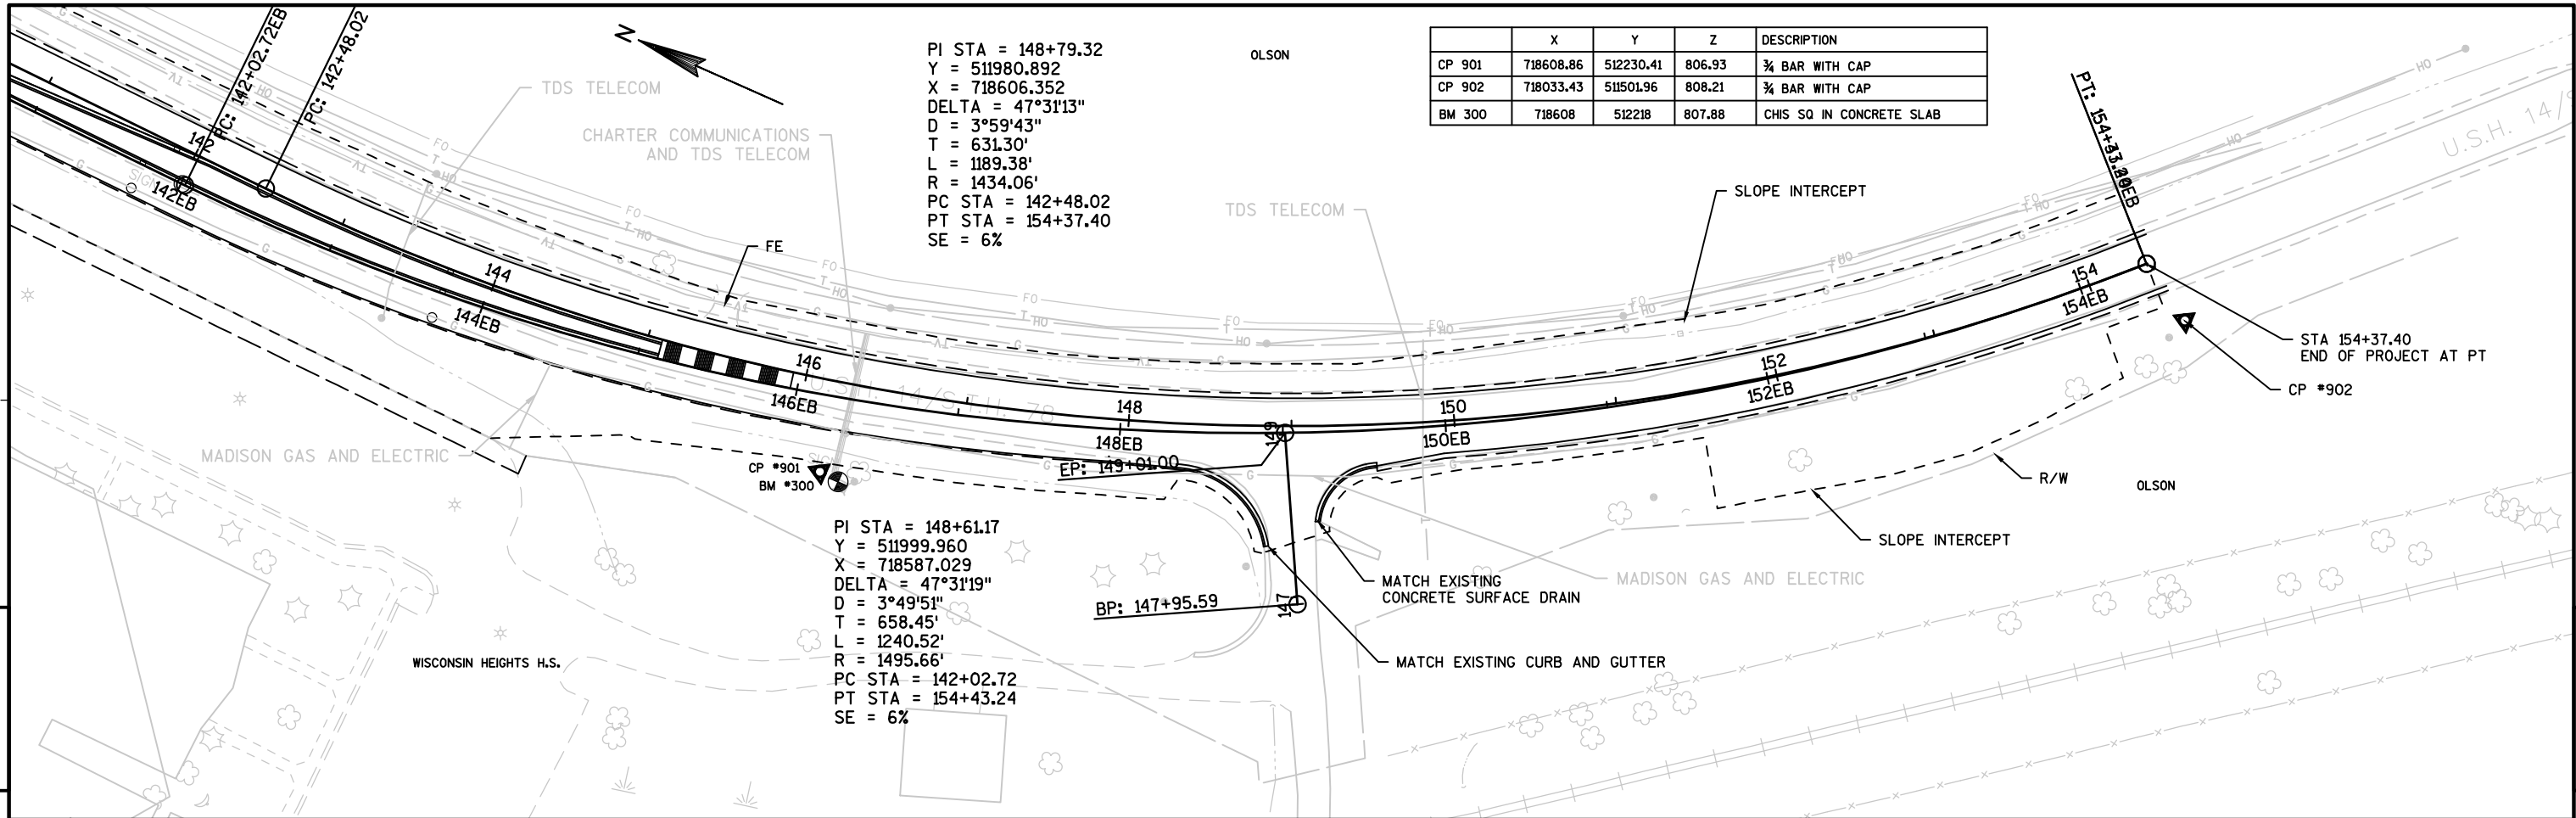 PC: 142+02.72EB
PC: 142+48.02
N
PI STA = 148+79.32
Y = 511980.892
X = 718606.352
DELTA = 47°31'13"
D = 3°59'43"
T = 631.30'
L = 1189.38'
R = 1434.06'
PC STA = 142+48.02
PT STA = 154+37.40
SE = 6%
OLSON
X Y Z DESCRIPTION
CP 901 718608.86 512230.41 806.93 ¾ BAR WITH CAP
CP 902 718033.43 511501.96 808.21 ¾ BAR WITH CAP
BM 300 718608 512218 807.88 CHIS SQ IN CONCRETE SLAB
TDS TELECOM
CHARTER COMMUNICATIONS
AND TDS TELECOM
TDS TELECOM
SLOPE INTERCEPT
FE
U.S.H. 14/S
142
142EB
144
144EB
146
146EB
148
148EB
149
150
150EB
152
152EB
154
154EB
U.S.H. 14/S.T.H. 78
STA 154+37.40
END OF PROJECT AT PT
CP #902
MADISON GAS AND ELECTRIC
CP #901
BM #300
EP: 149+01.00
R/W
OLSON
SLOPE INTERCEPT
PI STA = 148+61.17
Y = 511999.960
X = 718587.029
DELTA = 47°31'19"
D = 3°49'51"
T = 658.45'
L = 1240.52'
R = 1495.66'
PC STA = 142+02.72
PT STA = 154+43.24
SE = 6%
MATCH EXISTING
CONCRETE SURFACE DRAIN
MADISON GAS AND ELECTRIC
BP: 147+95.59
147
MATCH EXISTING CURB AND GUTTER
WISCONSIN HEIGHTS H.S.